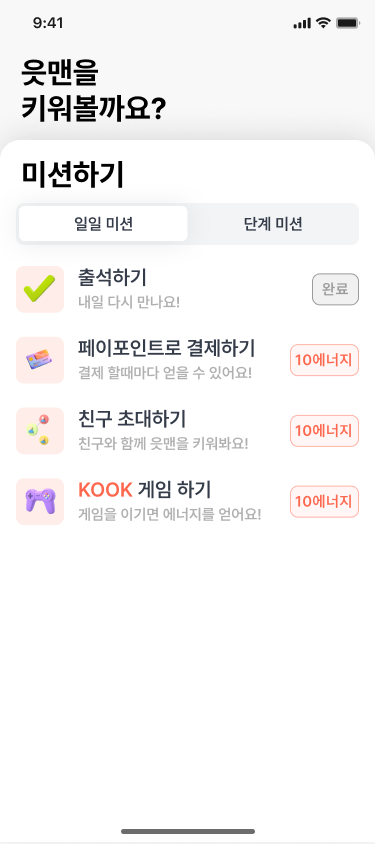 9:41
웃맨을
키워볼까요?
미션하기
일일 미션
단계 미션
출석하기
내일 다시 만나요!
완료
페이포인트로 결제하기
결제 할때마다 얻을 수 있어요!
10에너지
친구 초대하기
친구와 함께 웃맨을 키워봐요!
10에너지
KOOK 게임 하기
게임을 이기면 에너지를 얻어요!
10에너지